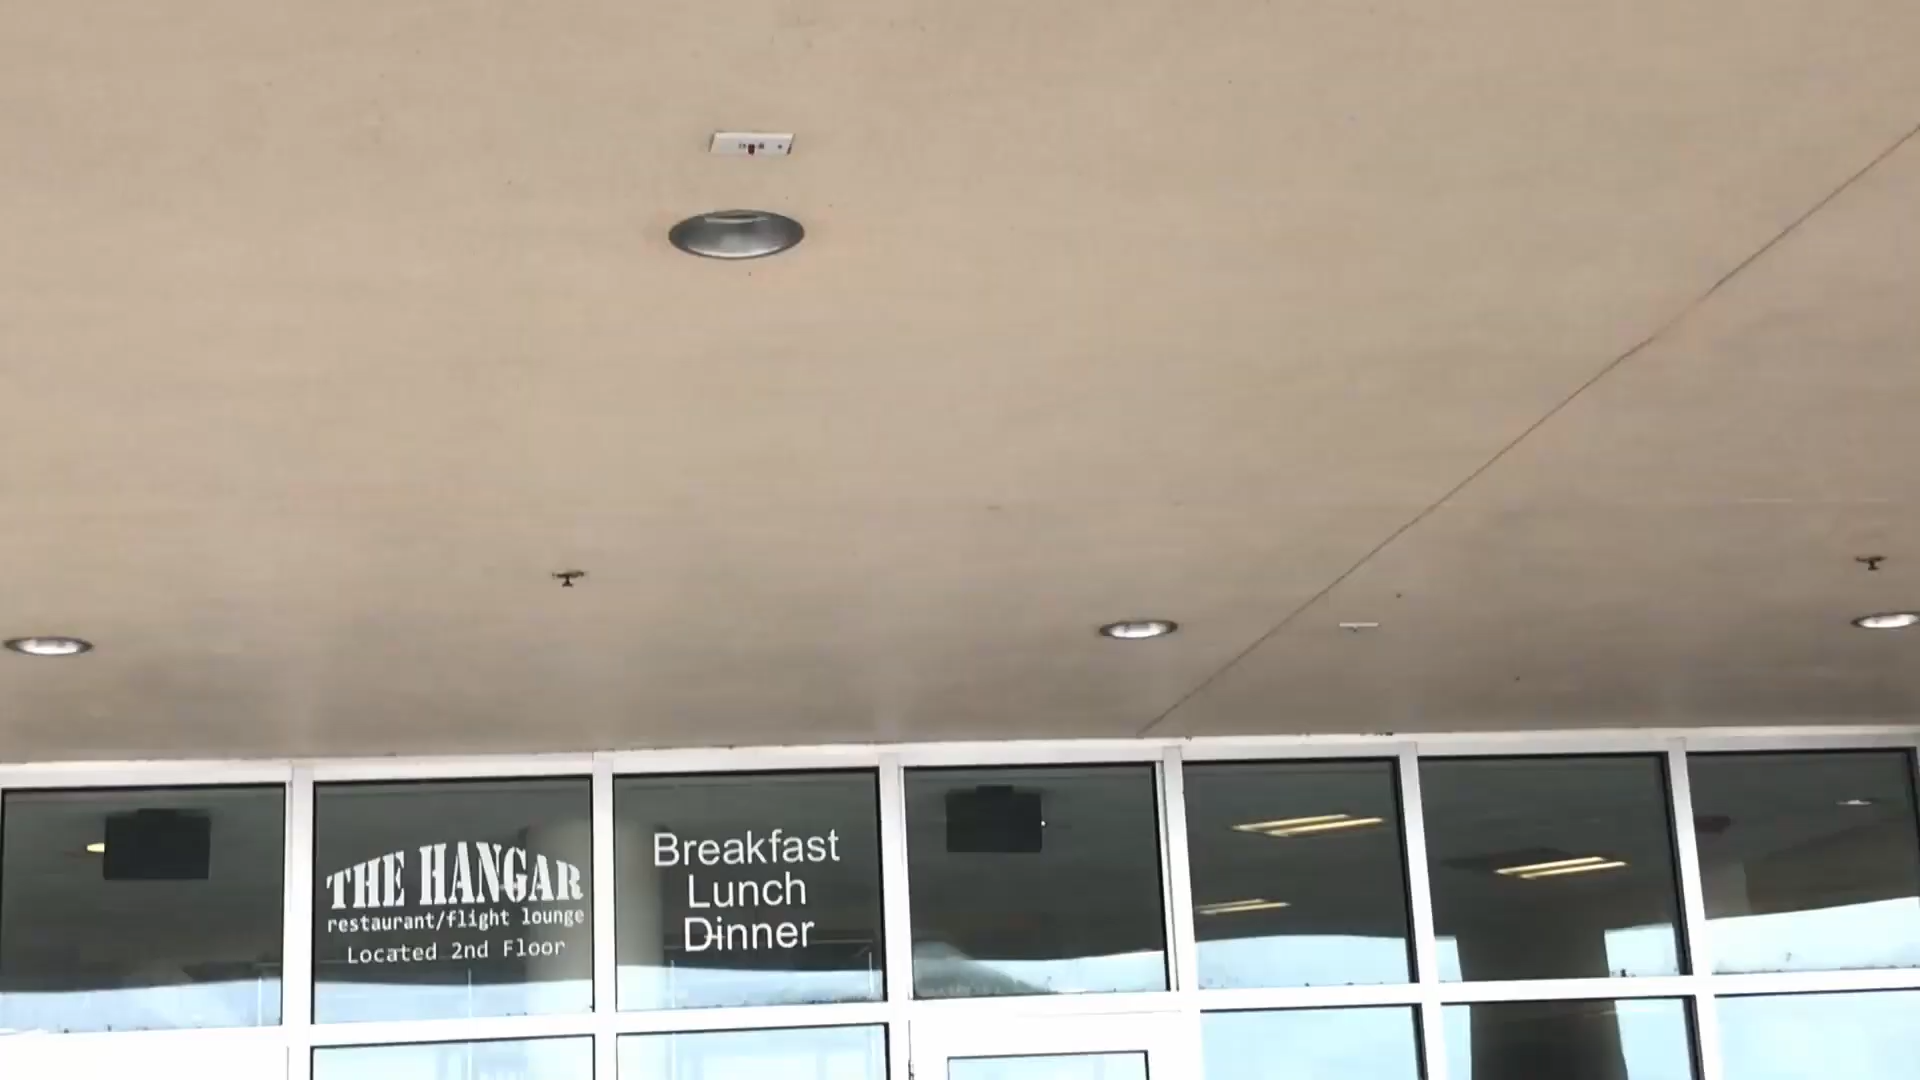 THE HANGAR
restaurant/flight lounge
Located 2nd Floor
Breakfast
Lunch
Dinner